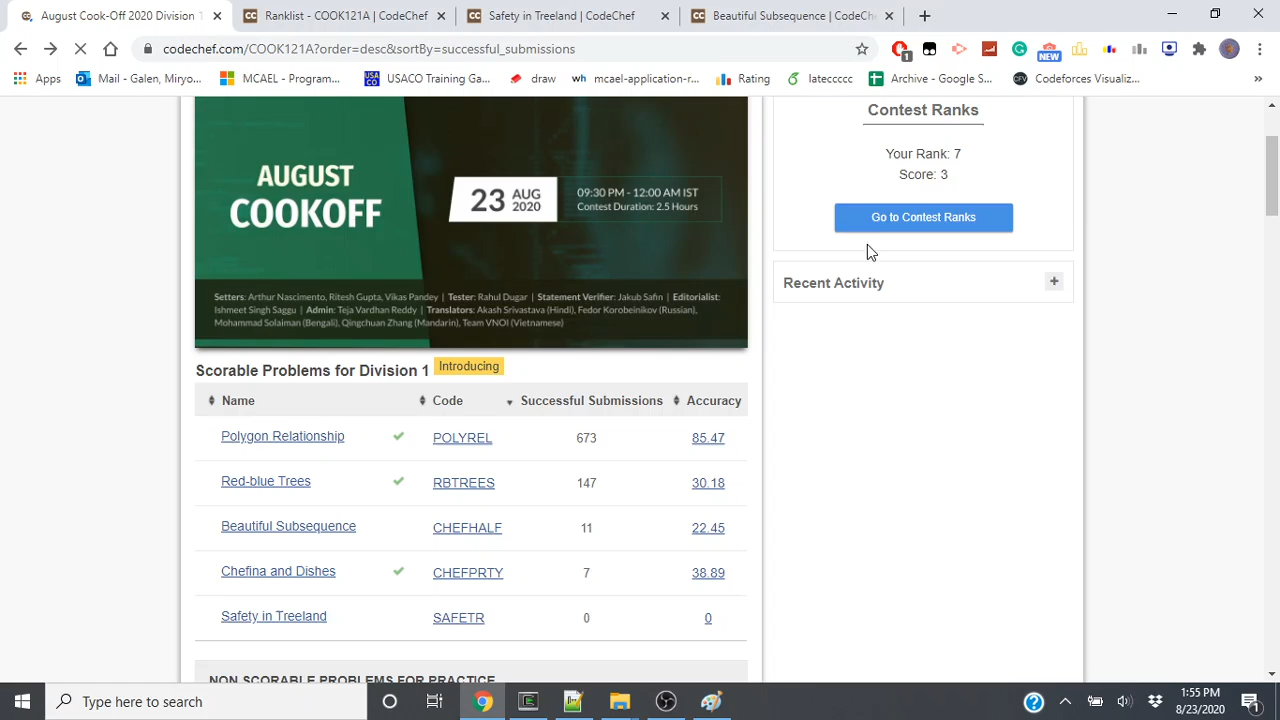 August Cook-Off 2020 Division
Ranklist - COOK121A | CodeChef
Safety in Treeland | CodeChef
Beautiful Subsequence | CodeChe
codechef.com/COOK121A?order=desc&sortBy=successful_submissions
1
NEW
Apps
Mail - Galen, Miryo...
MCAEL - Program...
USACO Training Ga...
draw
wh mcael-application-r...
Rating
lateccccc
Archive - Google S...
Codeforces Visualiz...
»
AUGUST
COOKOFF
23 AUG 2020
09:30 PM - 12:00 AM IST
Contest Duration: 2.5 Hours
Setters: Arthur Nascimento, Ritesh Gupta, Vikas Pandey | Tester: Rahul Dugar | Statement Verifier: Jakub Safin | Editorialist:
Ishmeet Singh Saggu | Admin: Teja Vardhan Reddy | Translators: Akash Srivastava (Hindi), Fedor Korobeinikov (Russian),
Mohammad Solaiman (Bengali), Qingchuan Zhang (Mandarin), Team VNOI (Vietnamese)
Contest Ranks
Your Rank: 7
Score: 3
Go to Contest Ranks
Recent Activity
+
Scorable Problems for Division 1 Introducing
Name Code Successful Submissions Accuracy
Polygon Relationship POLYREL 673 85.47
Red-blue Trees RBTREES 147 30.18
Beautiful Subsequence CHEFHALF 11 22.45
Chefina and Dishes CHEFPRTY 7 38.89
Safety in Treeland SAFETR 0 0
NON SCORABLE PROBLEMS FOR PRACTICE
Type here to search
1:55 PM
8/23/2020
1